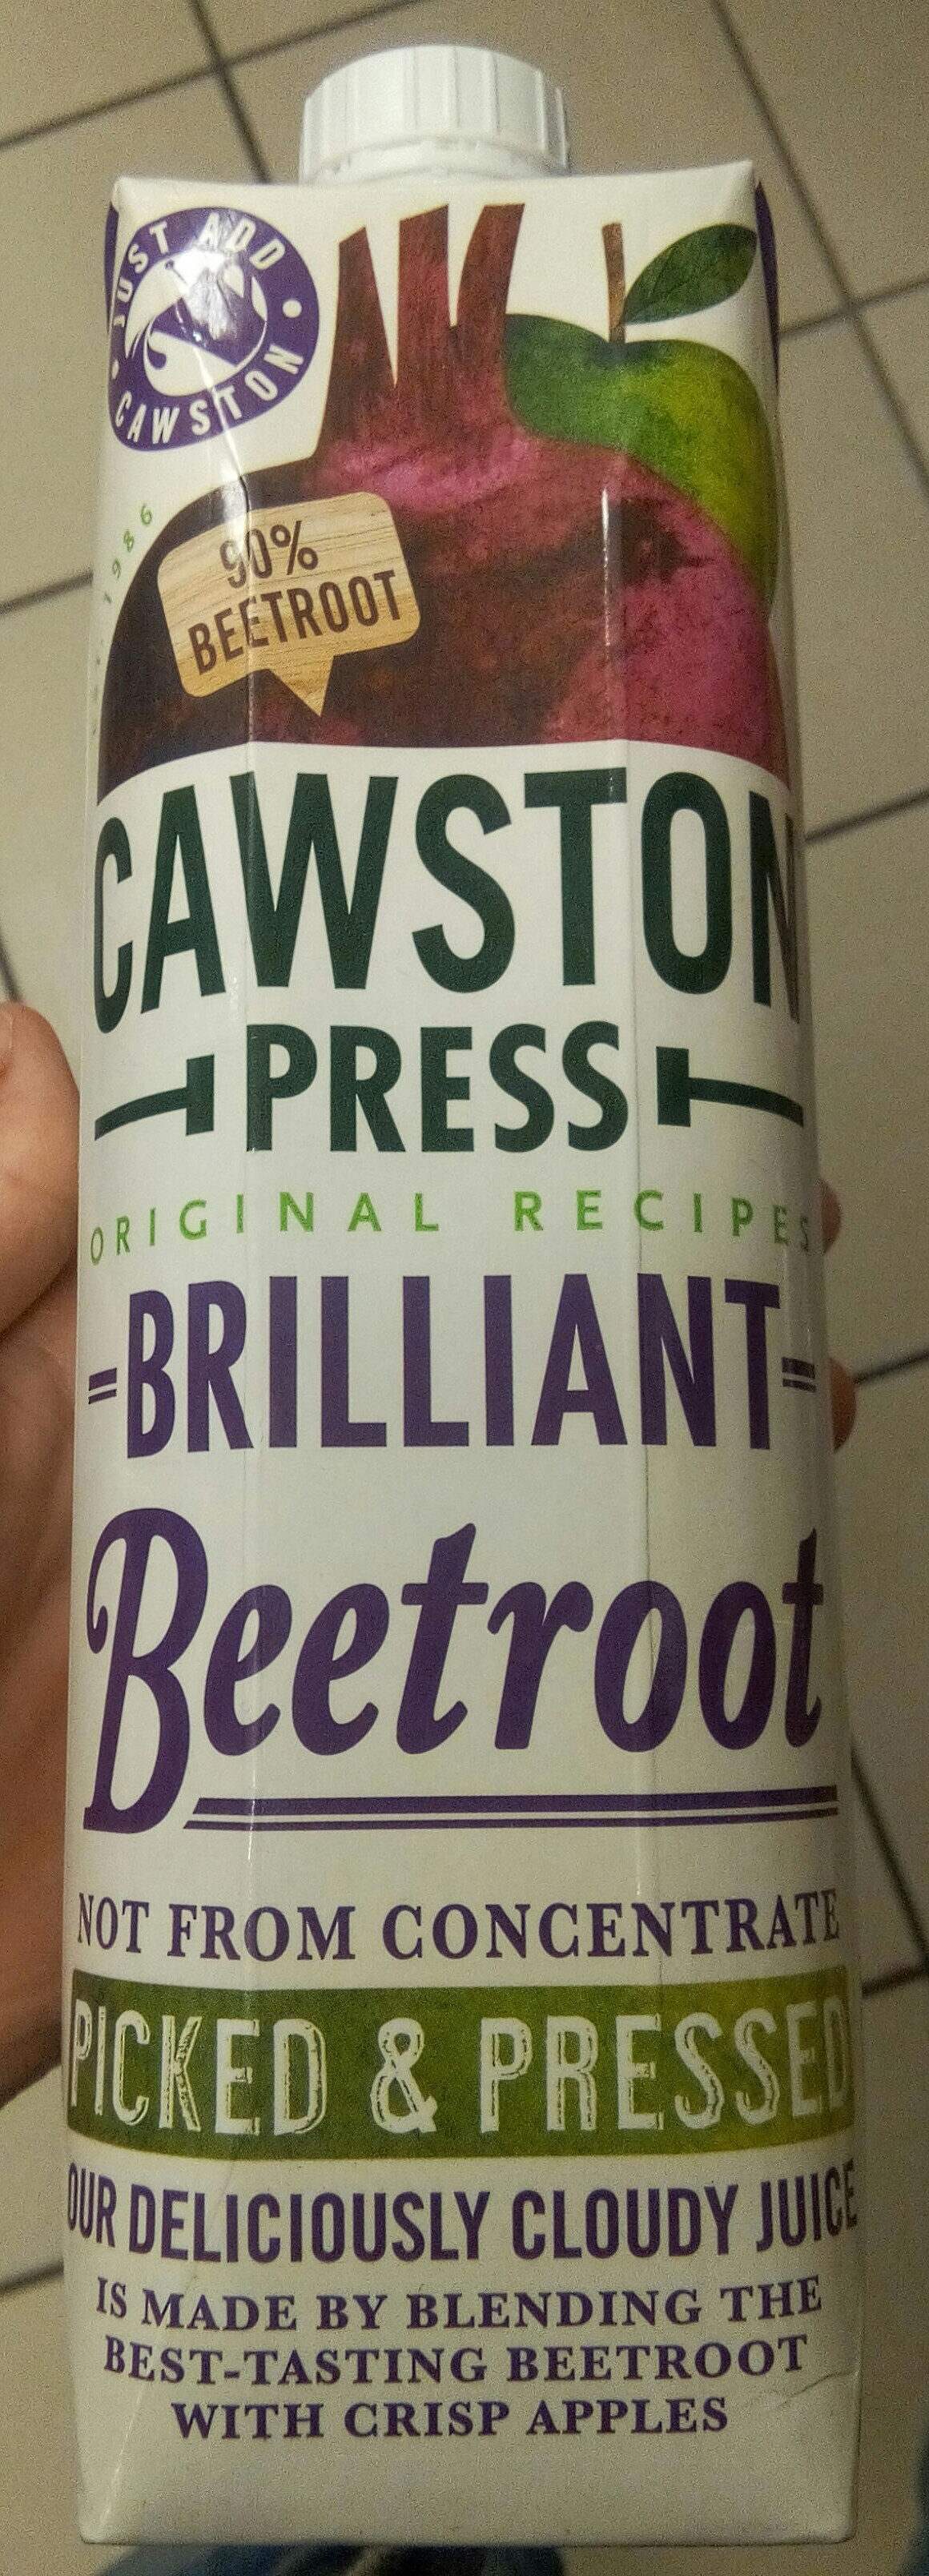 JUST ADD
CAWSTON
1986
90%
BEETROOT
CAWSTON
PRESS
ORIGINAL RECIPES
BRILLIANT
Beetroot
NOT FROM CONCENTRATE
PICKED & PRESSED
OUR DELICIOUSLY CLOUDY JUICE
IS MADE BY BLENDING THE
BEST-TASTING BEETROOT
WITH CRISP APPLES